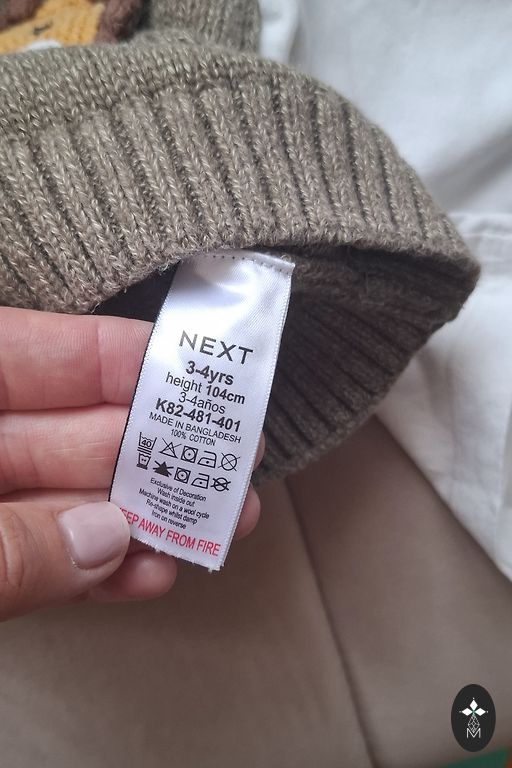 NEXT
3-4yrs
height 104cm
3-4años
K82-481-401
MADE IN BANGLADESH
100% COTTON
40
Exclusive of Decoration
Wash inside out
Machine wash on a wool cycle
Re-shape whilst damp
Iron on reverse
EEP AWAY FROM FIRE
M